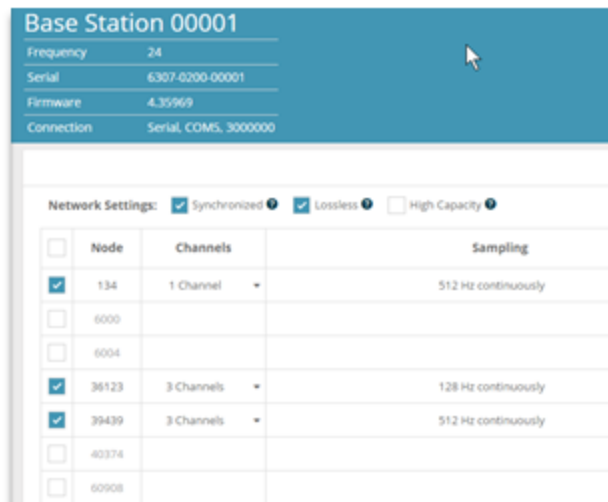 Base Station 00001
Frequency 24
Serial 6307-0200-00001
Firmware 4.35969
Connection Serial, COM5, 3000000
Network Settings: Synchronized ? Lossless ? High Capacity ?
Node Channels Sampling
134 1 Channel 512 Hz continuously
6000
6004
36123 3 Channels 128 Hz continuously
39439 3 Channels 512 Hz continuously
40374
60908